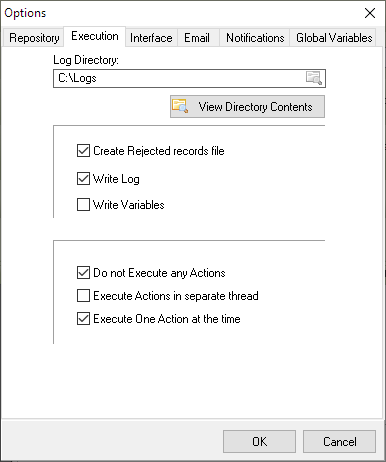 Options
Repository Execution Interface Email Notifications Global Variables
Log Directory:
C:\Logs
View Directory Contents
Create Rejected records file
Write Log
Write Variables
Do not Execute any Actions
Execute Actions in separate thread
Execute One Action at the time
OK Cancel